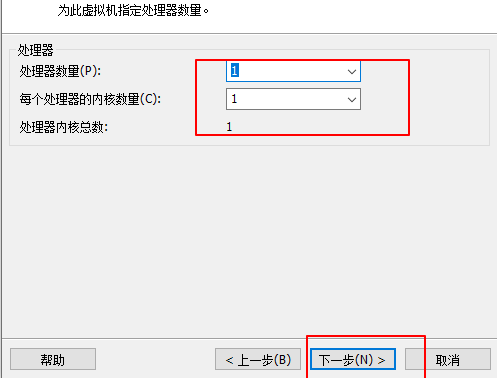 为此虚拟机指定处理器数量。
处理器
处理器数量(P):
1
每个处理器的内核数量(C):
1
处理器内核总数:
1
帮助
< 上一步(B)
下一步(N) >
取消